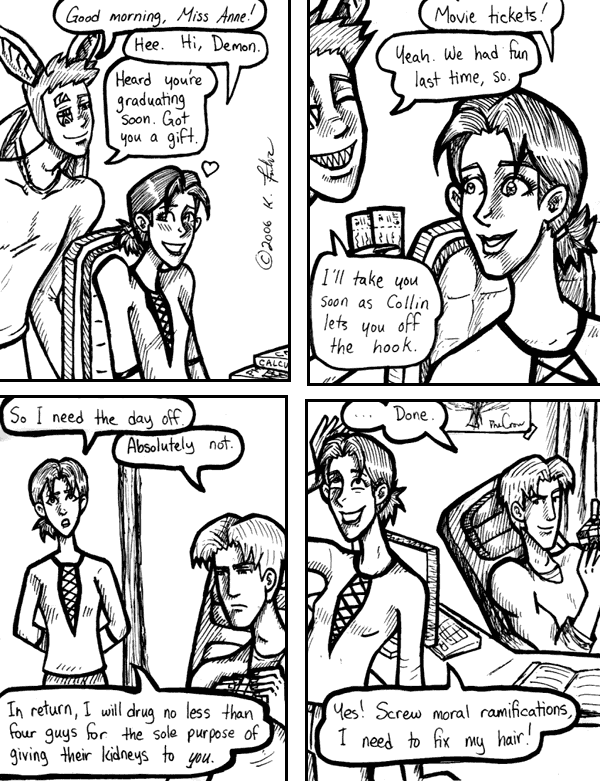 Good morning, Miss Anne!
Hee. Hi, Demon.
Heard you're
graduating
soon. Got
you a gift.
©2006 K.
CALCU
Movie tickets!
Yeah. We had fun
last time, so.
I'll take you
soon as Collin
lets you off
the hook.
So I need the day off.
Absolutely not.
In return, I will drug no less than
four guys for the sole purpose of
giving their kidneys to you.
... Done.
The Crow
Yes! Screw moral ramifications,
I need to fix my hair!